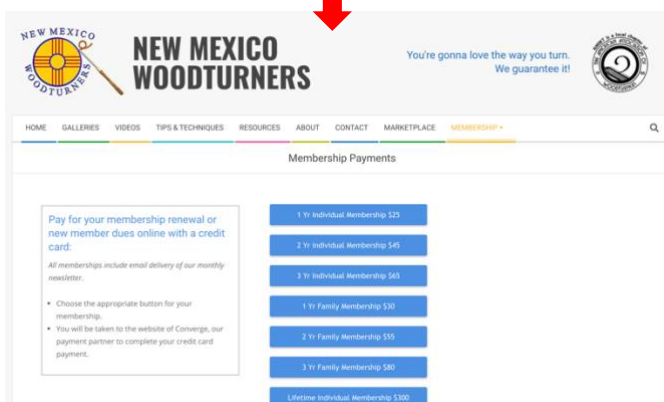 NEW MEXICO
WOODTURNERS
NEW MEXICO
WOODTURNERS
You're gonna love the way you turn.
We guarantee it!
HOME GALLERIES VIDEOS TIPS & TECHNIQUES RESOURCES ABOUT CONTACT MARKETPLACE MEMBERSHIP
Membership Payments
Pay for your membership renewal or
new member dues online with a credit
card:
All memberships include email delivery of our monthly
newsletter.
• Choose the appropriate button for your
membership.
• You will be taken to the website of Converge, our
payment partner to complete your credit card
payment.
1 Yr Individual Membership $25
2 Yr Individual Membership $45
3 Yr Individual Membership $65
1 Yr Family Membership $30
2 Yr Family Membership $55
3 Yr Family Membership $80
Lifetime Individual Membership $300